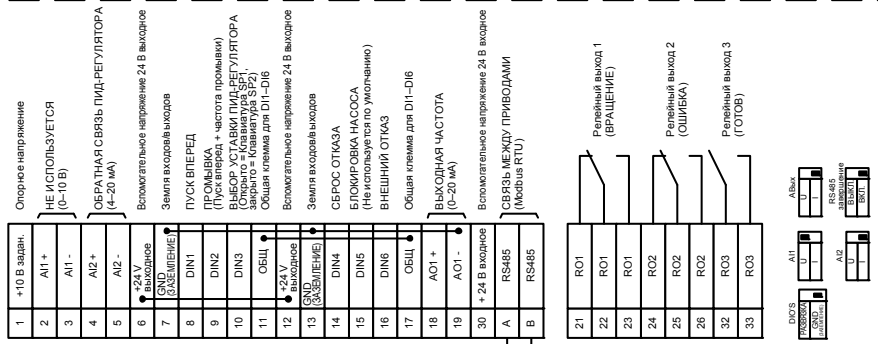 1 +10 В задан. Опорное напряжение
2 AI1 + НЕ ИСПОЛЬЗУЕТСЯ
3 AI1 - (0–10 В)
4 AI2 + ОБРАТНАЯ СВЯЗЬ ПИД-РЕГУЛЯТОРА
5 AI2 - (4–20 мА)
6 +24 V выходное Вспомогательное напряжение 24 В выходное
7 GND (ЗАЗЕМЛЕНИЕ) Земля входов/выходов
8 DIN1 ПУСК ВПЕРЕД
9 DIN2 ПРОМЫВКА
(Пуск вперед + частота промывки)
10 DIN3 ВЫБОР УСТАВКИ ПИД-РЕГУЛЯТОРА
(Открыто = Клавиатура SP1,
закрыто = Клавиатура SP2)
11 ОБЩ Общая клемма для DI1–DI6
12 +24 V выходное Вспомогательное напряжение 24 В выходное
13 GND (ЗАЗЕМЛЕНИЕ) Земля входов/выходов
14 DIN4 СБРОС ОТКАЗА
15 DIN5 БЛОКИРОВКА НАСОСА
(Не используется по умолчанию)
16 DIN6 ВНЕШНИЙ ОТКАЗ
17 ОБЩ Общая клемма для DI1–DI6
18 AO1 + ВЫХОДНАЯ ЧАСТОТА
19 AO1 - (0–20 мА)
30 + 24 В входное Вспомогательное напряжение 24 В входное
A RS485 СВЯЗЬ МЕЖДУ ПРИВОДАМИ
B RS485 (Modbus RTU)
21 RO1
22 RO1 Релейный выход 1
23 RO1 (ВРАЩЕНИЕ)
24 RO2
25 RO2 Релейный выход 2
26 RO2 (ОШИБКА)
32 RO3 Релейный выход 3
33 RO3 (ГОТОВ)
DIO'S
РАЗВЯЗКА
GND
(ЗАЗЕМЛЕНИЕ)
AI1
U
I
AI2
U
I
АВых
U
I
RS485
завершение
ВЫКЛ.
ВКЛ.